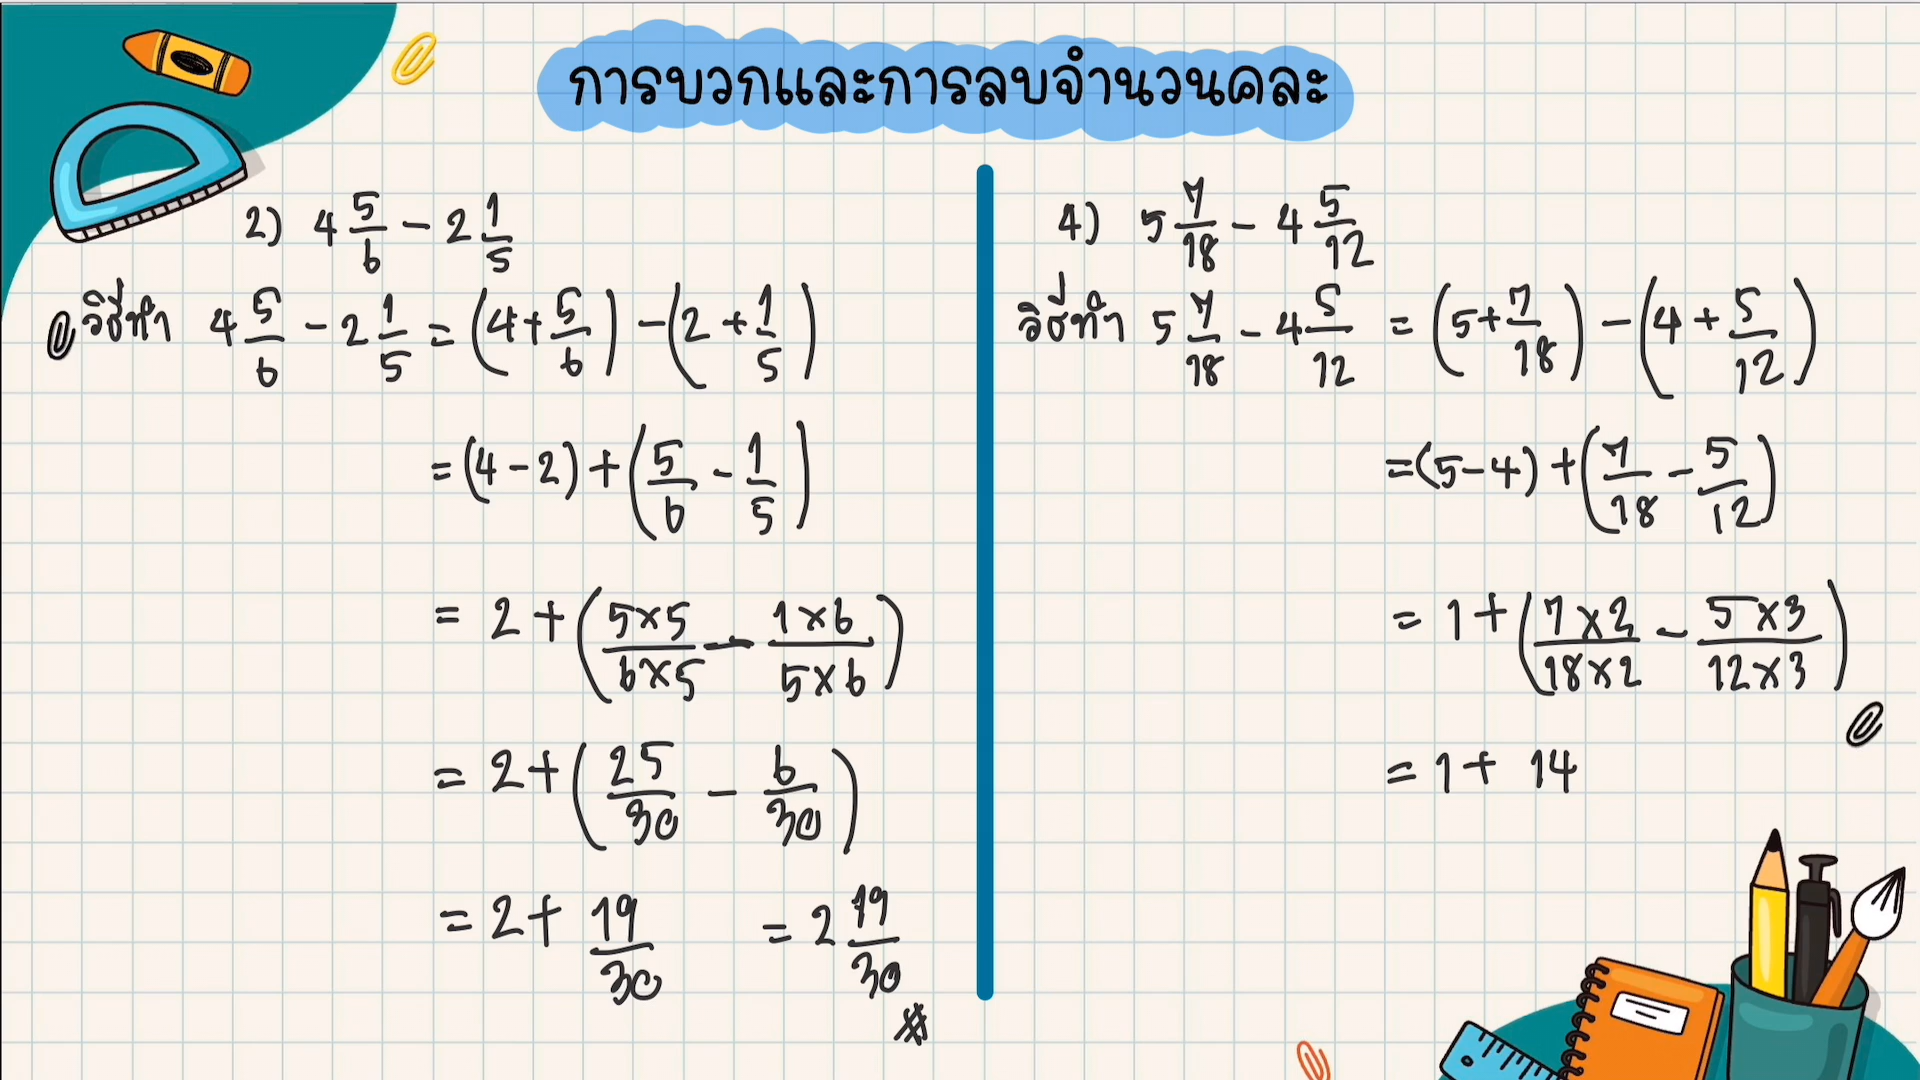 การบวกและการลบจำนวนคละ
2) 4 5/6 - 2 1/5
วิธีทำ 4 5/6 - 2 1/5 = (4 + 5/6) - (2 + 1/5)
= (4 - 2) + (5/6 - 1/5)
= 2 + (5×5/6×5 - 1×6/5×6)
= 2 + (25/30 - 6/30)
= 2 + 19/30 = 2 19/30 #
4) 5 7/18 - 4 5/12
วิธีทำ 5 7/18 - 4 5/12 = (5 + 7/18) - (4 + 5/12)
= (5 - 4) + (7/18 - 5/12)
= 1 + (7×2/18×2 - 5×3/12×3)
= 1 + 14